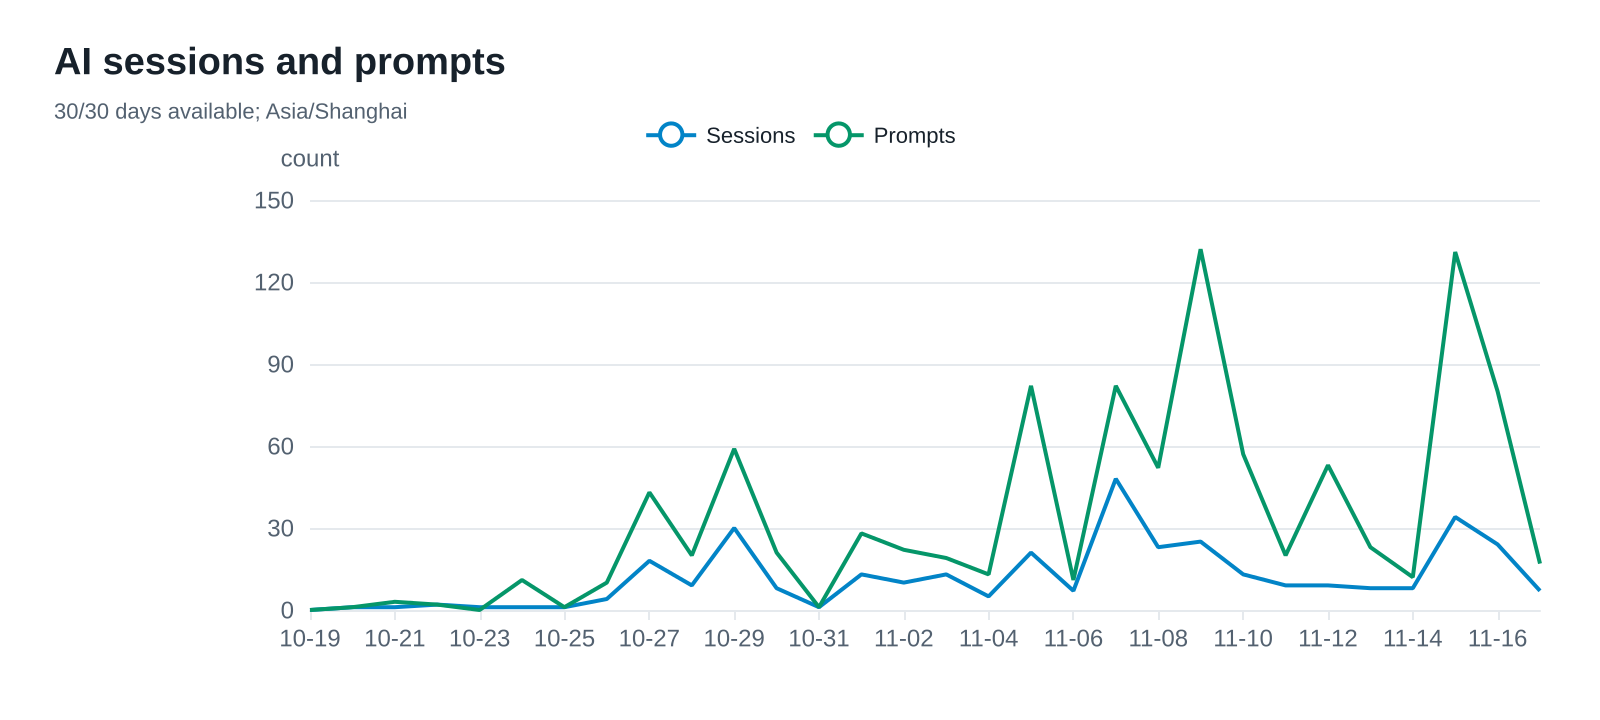 AI sessions and prompts
30/30 days available; Asia/Shanghai
Sessions Prompts
count
150
120
90
60
30
0
10-19 10-21 10-23 10-25 10-27 10-29 10-31 11-02 11-04 11-06 11-08 11-10 11-12 11-14 11-16